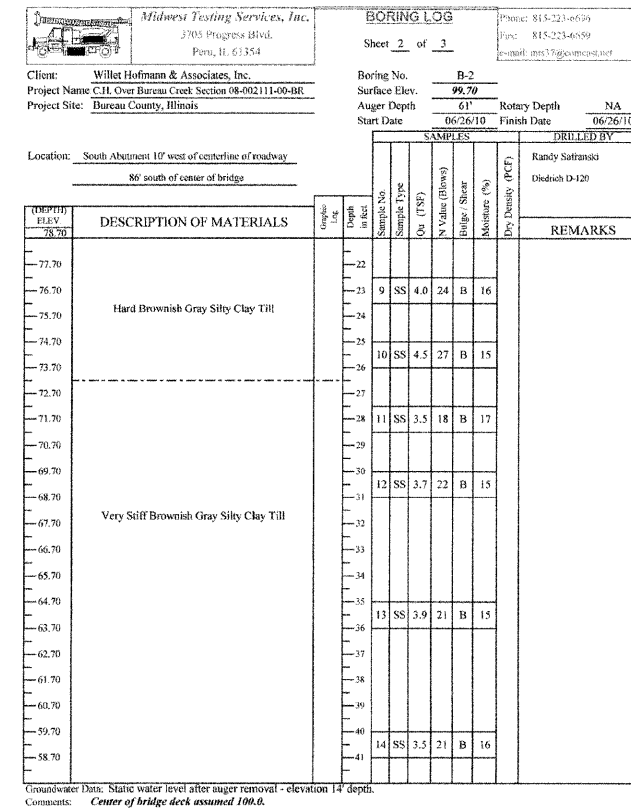 Midwest Testing Services, Inc.
3705 Progress Blvd.
Peru, IL 61354
BORING LOG
Sheet 2 of 3
Phone: 815-223-6696
Fax: 815-223-6659
e-mail: mts37@comcast.net
Client: Willet Hofmann & Associates, Inc.
Project Name C.H. Over Bureau Creek Section 08-002111-00-BR
Project Site: Bureau County, Illinois
Boring No. B-2
Surface Elev. 99.70
Auger Depth 61' Rotary Depth NA
Start Date 06/26/10 Finish Date 06/26/10
SAMPLES DRILLED BY
Location: South Abutment 10' west of centerline of roadway
86' south of center of bridge
Randy Safranski
Diedrich D-120
(DEPTH) ELEV 78.70
DESCRIPTION OF MATERIALS
Graphic Log
Depth in feet
Sample No.
Sample Type
Qu (TSF)
N Value (Blows)
Bulge / Shear
Moisture (%)
Dry Density (PCF)
REMARKS
77.70 22
76.70 23 9 SS 4.0 24 B 16
Hard Brownish Gray Silty Clay Till
75.70 24
74.70 25
10 SS 4.5 27 B 15
73.70 26
72.70 27
71.70 28 11 SS 3.5 18 B 17
70.70 29
69.70 30
12 SS 3.7 22 B 15
68.70 31
Very Stiff Brownish Gray Silty Clay Till
67.70 32
66.70 33
65.70 34
64.70 35
13 SS 3.9 21 B 15
63.70 36
62.70 37
61.70 38
60.70 39
59.70 40
14 SS 3.5 21 B 16
58.70 41
Groundwater Data: Static water level after auger removal - elevation 14' depth.
Comments: Center of bridge deck assumed 100.0.